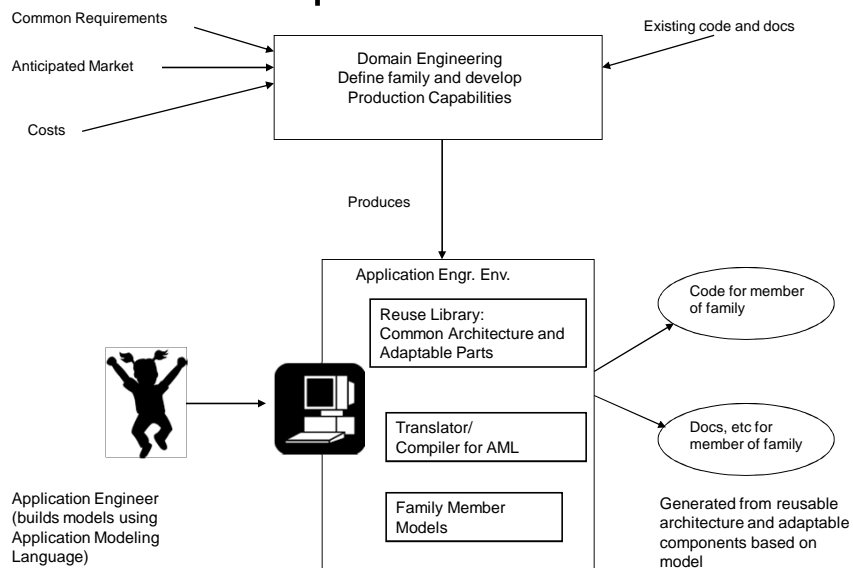 Common Requirements
Existing code and docs
Anticipated Market
Costs
Domain Engineering
Define family and develop
Production Capabilities
Produces
Application Engr. Env.
Reuse Library:
Common Architecture and
Adaptable Parts
Translator/
Compiler for AML
Family Member
Models
Code for member
of family
Docs, etc for
member of family
Application Engineer
(builds models using
Application Modeling
Language)
Generated from reusable
architecture and adaptable
components based on
model